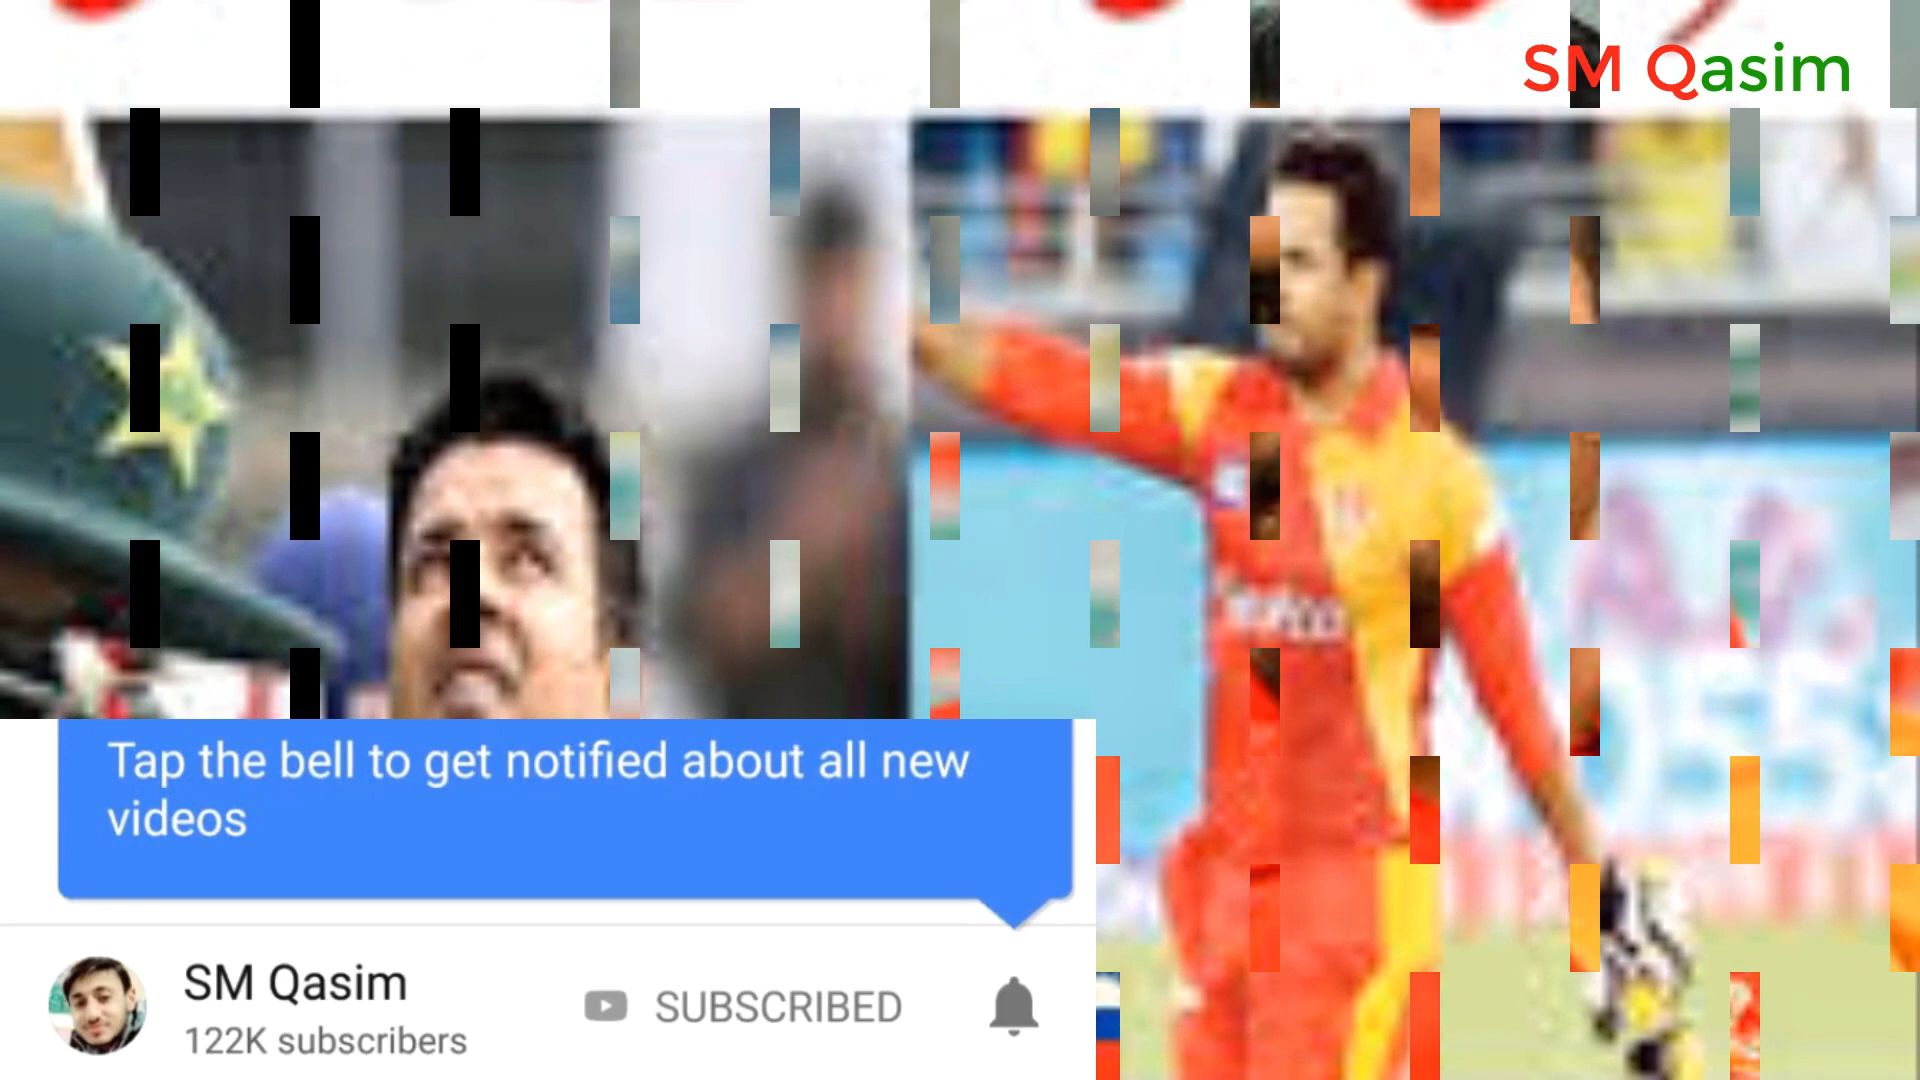 SM Qasim
Tap the bell to get notified about all new
videos
SM Qasim
122K subscribers
SUBSCRIBED